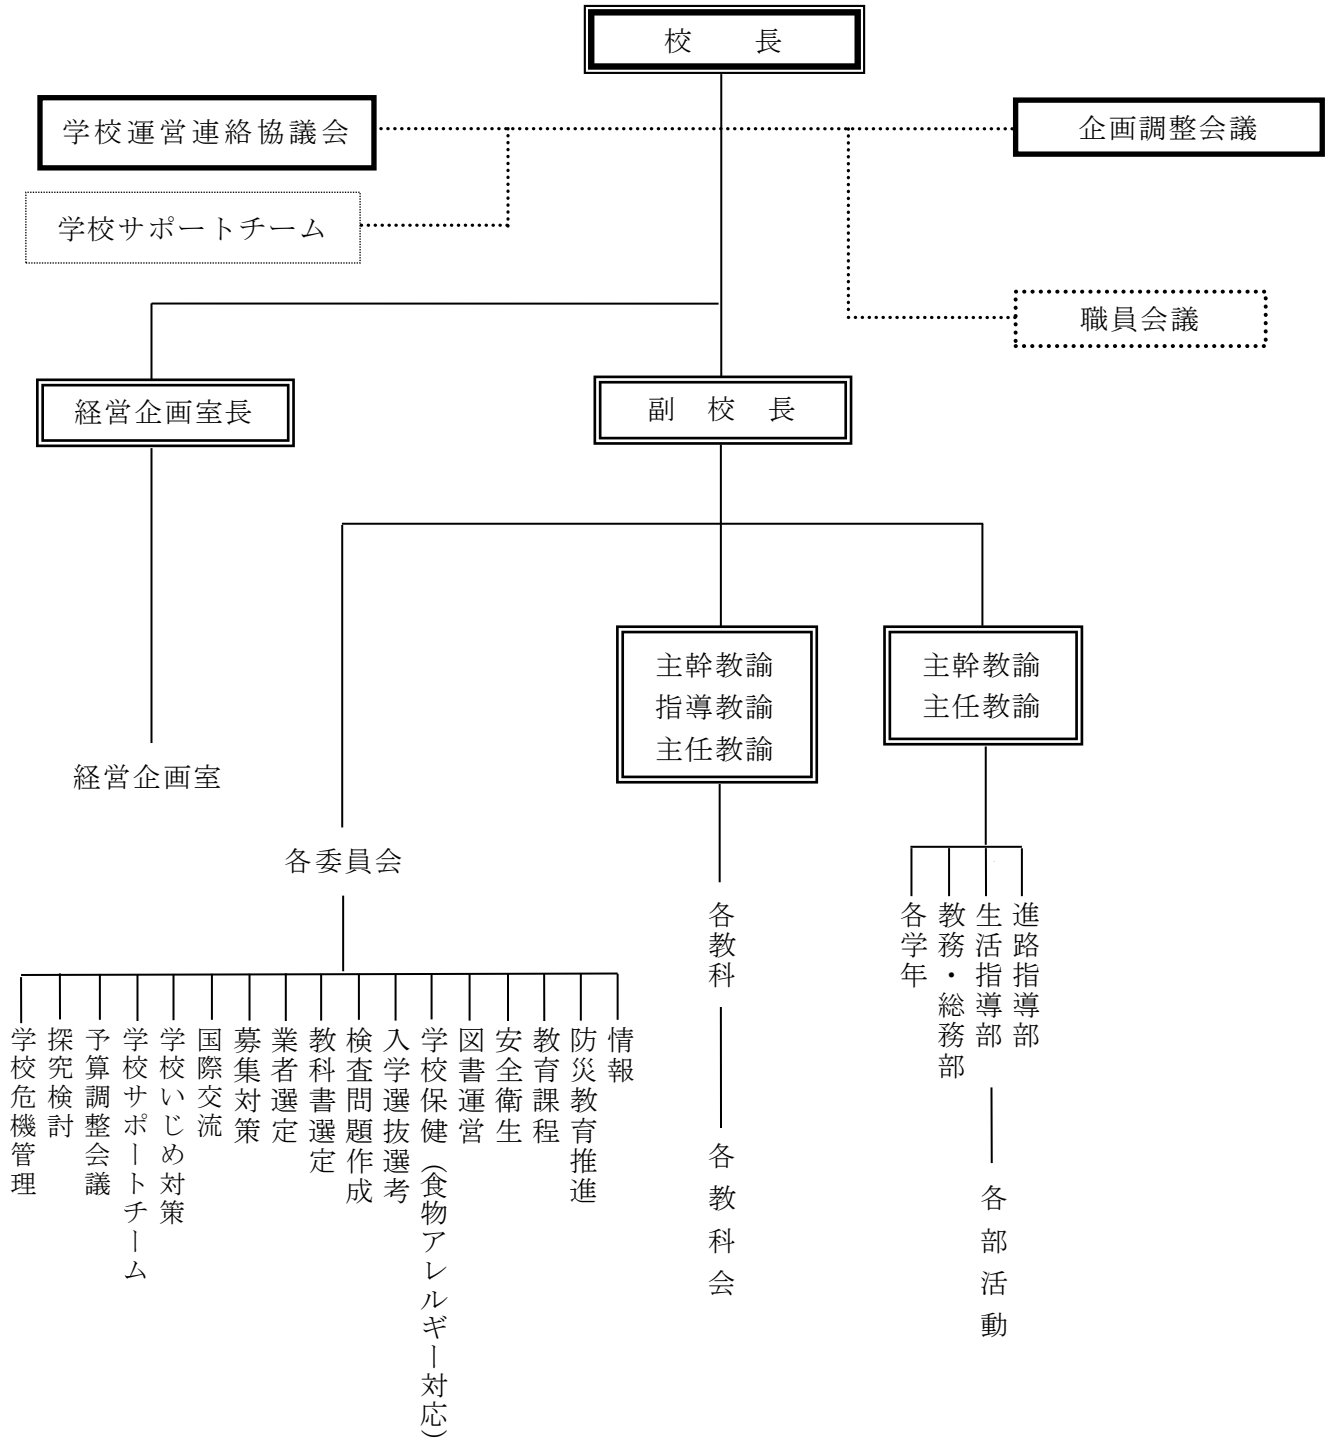 校　　長
学校運営連絡協議会
企画調整会議
学校サポートチーム
職員会議
経営企画室長
副　校　長
主幹教諭
指導教諭
主任教諭
主幹教諭
主任教諭
経営企画室
各委員会
各教科
各学年
教務・総務部
生活指導部
進路指導部
学校危機管理
探究検討
予算調整会議
学校サポートチーム
学校いじめ対策
国際交流
募集対策
業者選定
教科書選定
検査問題作成
入学選抜選考
学校保健（食物アレルギー対応）
図書運営
安全衛生
教育課程
防災教育推進
情報
各教科会
各部活動